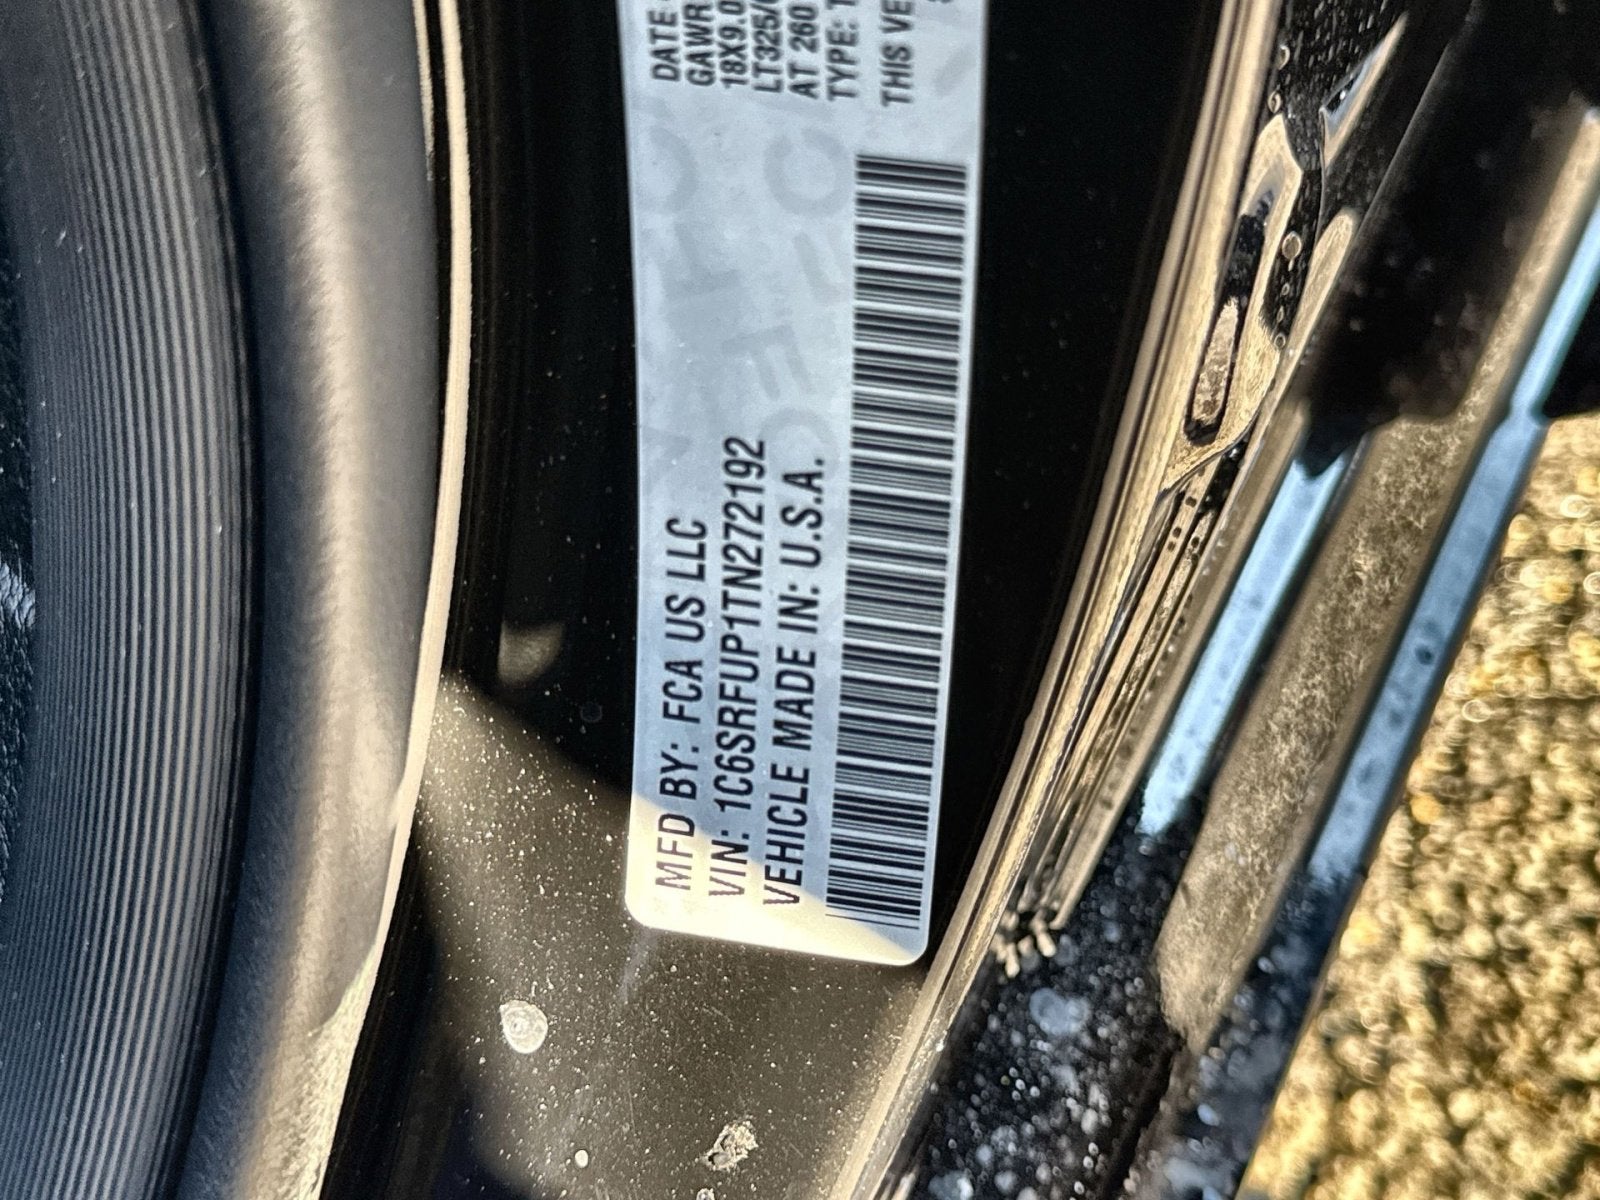 MFD BY: FCA US LLC
VIN: 1C6SRFUP1TN272192
VEHICLE MADE IN: U.S.A.
DATE
GAWR
18X9.0
LT325/
AT 260
TYPE: T
THIS VE